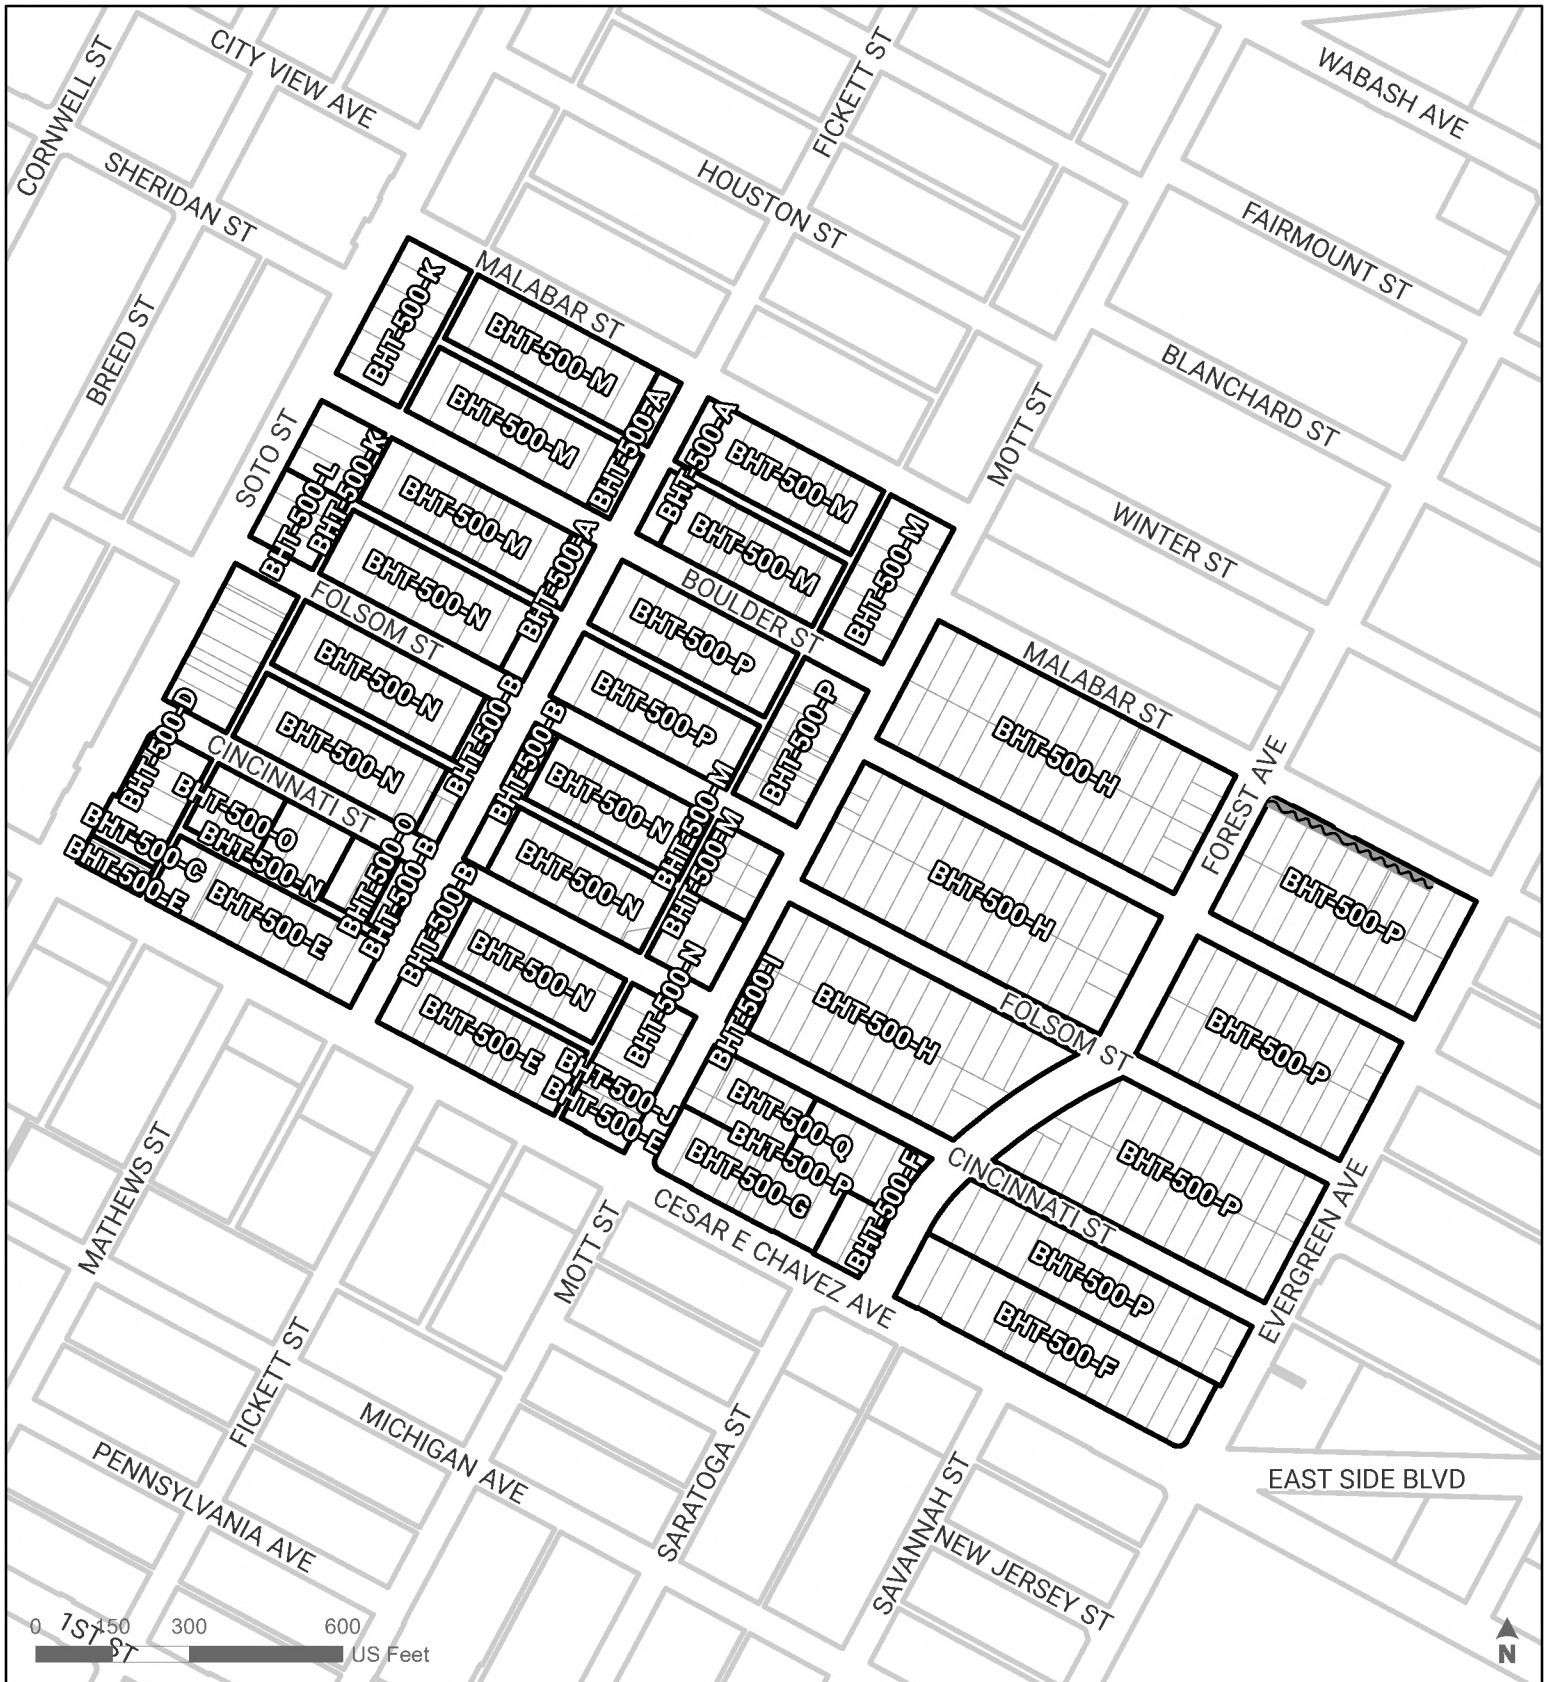 CORNWELL ST
CITY VIEW AVE
FICKETT ST
WABASH AVE
SHERIDAN ST
HOUSTON ST
FAIRMOUNT ST
BREED ST
MALABAR ST
BLANCHARD ST
BHT-500-K
BHT-500-M
BHT-500-M
BHT-500-A
BHT-500-A
BHT-500-M
MOTT ST
SOTO ST
BHT-500-L
BHT-500-K
BHT-500-M
BHT-500-A
BHT-500-M
BHT-500-M
WINTER ST
BHT-500-N
BOULDER ST
FOLSOM ST
BHT-500-P
BHT-500-N
BHT-500-B
BHT-500-P
BHT-500-P
MALABAR ST
BHT-500-D
BHT-500-N
BHT-500-B
BHT-500-H
FOREST AVE
CINCINNATI ST
BHT-500-N
BHT-500-M
BHT-500-M
BHT-500-O
BHT-500-N
BHT-500-O
BHT-500-B
BHT-500-C
BHT-500-E
BHT-500-E
BHT-500-B
BHT-500-N
BHT-500-H
BHT-500-P
BHT-500-N
BHT-500-N
BHT-500-I
BHT-500-H
FOLSOM ST
BHT-500-P
BHT-500-E
BHT-500-J
BHT-500-E
BHT-500-Q
BHT-500-P
BHT-500-G
BHT-500-F
CINCINNATI ST
BHT-500-P
MATHEWS ST
MOTT ST
CESAR E CHAVEZ AVE
BHT-500-P
EVERGREEN AVE
BHT-500-F
FICKETT ST
MICHIGAN AVE
PENNSYLVANIA AVE
SARATOGA ST
SAVANNAH ST
EAST SIDE BLVD
NEW JERSEY ST
1ST ST
0 150 300 600
US Feet
N